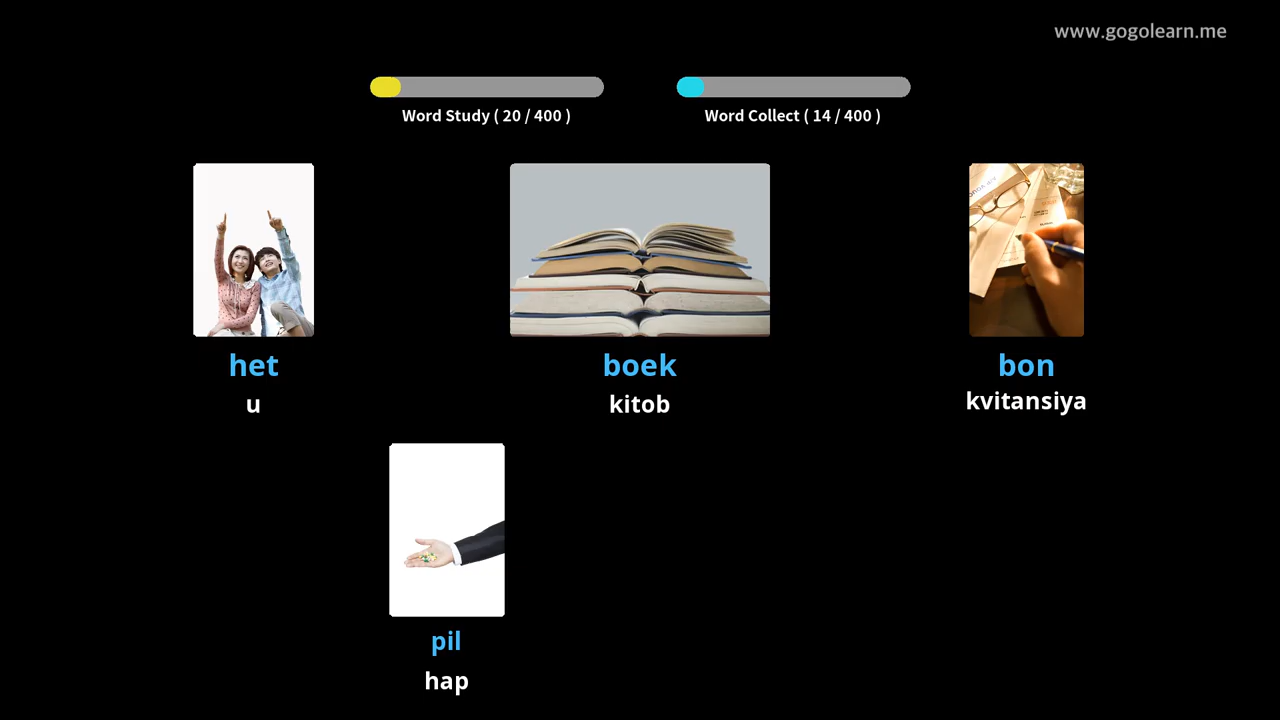 www.gogolearn.me
Word Study ( 20 / 400 )
Word Collect ( 14 / 400 )
het
boek
bon
u
kitob
kvitansiya
pil
hap